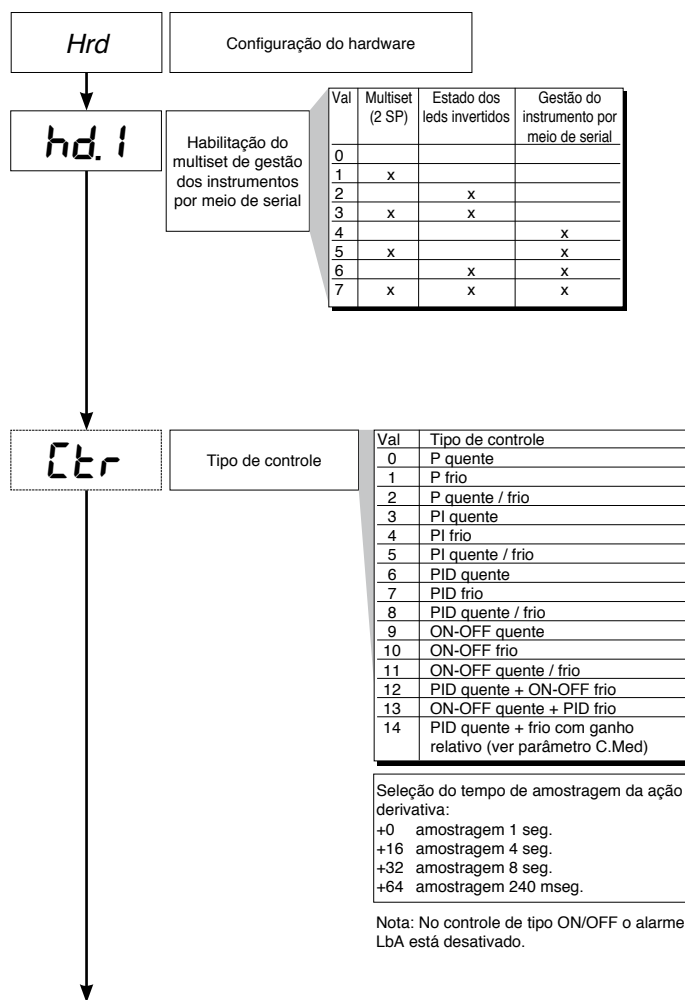 Hrd
Configuração do hardware
hd.1
Habilitação do
multiset de gestão
dos instrumentos
por meio de serial
Val Multiset (2 SP) Estado dos leds invertidos Gestão do instrumento por meio de serial
0
1 x
2 x
3 x x
4 x
5 x x
6 x x
7 x x x
Ctr
Tipo de controle
Val Tipo de controle
0 P quente
1 P frio
2 P quente / frio
3 PI quente
4 PI frio
5 PI quente / frio
6 PID quente
7 PID frio
8 PID quente / frio
9 ON-OFF quente
10 ON-OFF frio
11 ON-OFF quente / frio
12 PID quente + ON-OFF frio
13 ON-OFF quente + PID frio
14 PID quente + frio com ganho
relativo (ver parâmetro C.Med)
Seleção do tempo de amostragem da ação
derivativa:
+0 amostragem 1 seg.
+16 amostragem 4 seg.
+32 amostragem 8 seg.
+64 amostragem 240 mseg.
Nota: No controle de tipo ON/OFF o alarme
LbA está desativado.